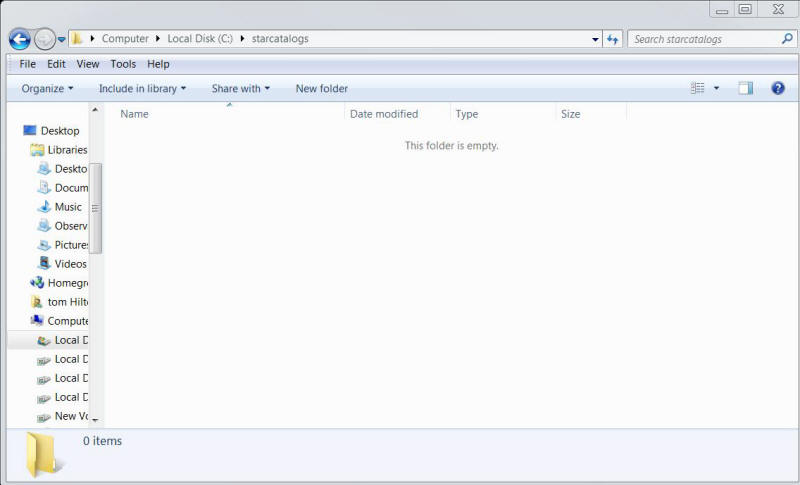 Computer Local Disk (C:) starcatalogs Search starcatalogs
File Edit View Tools Help
Organize Include in library Share with New folder
Name Date modified Type Size
This folder is empty.
Desktop
Libraries
Deskto
Docum
Music
Observ
Pictures
Videos
Homegr
tom Hilt
Compute
Local D
Local D
Local D
Local D
New Vo
0 items